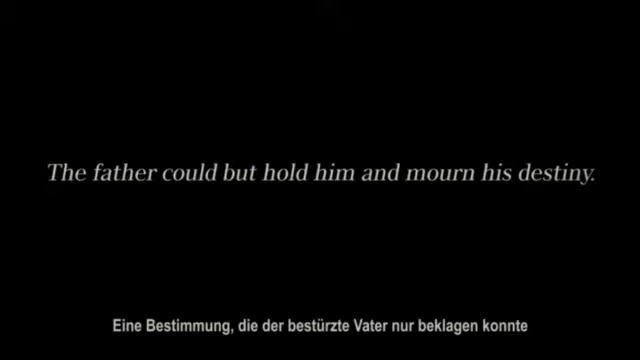 The father could but hold him and mourn his destiny.
Eine Bestimmung, die der bestürzte Vater nur beklagen konnte